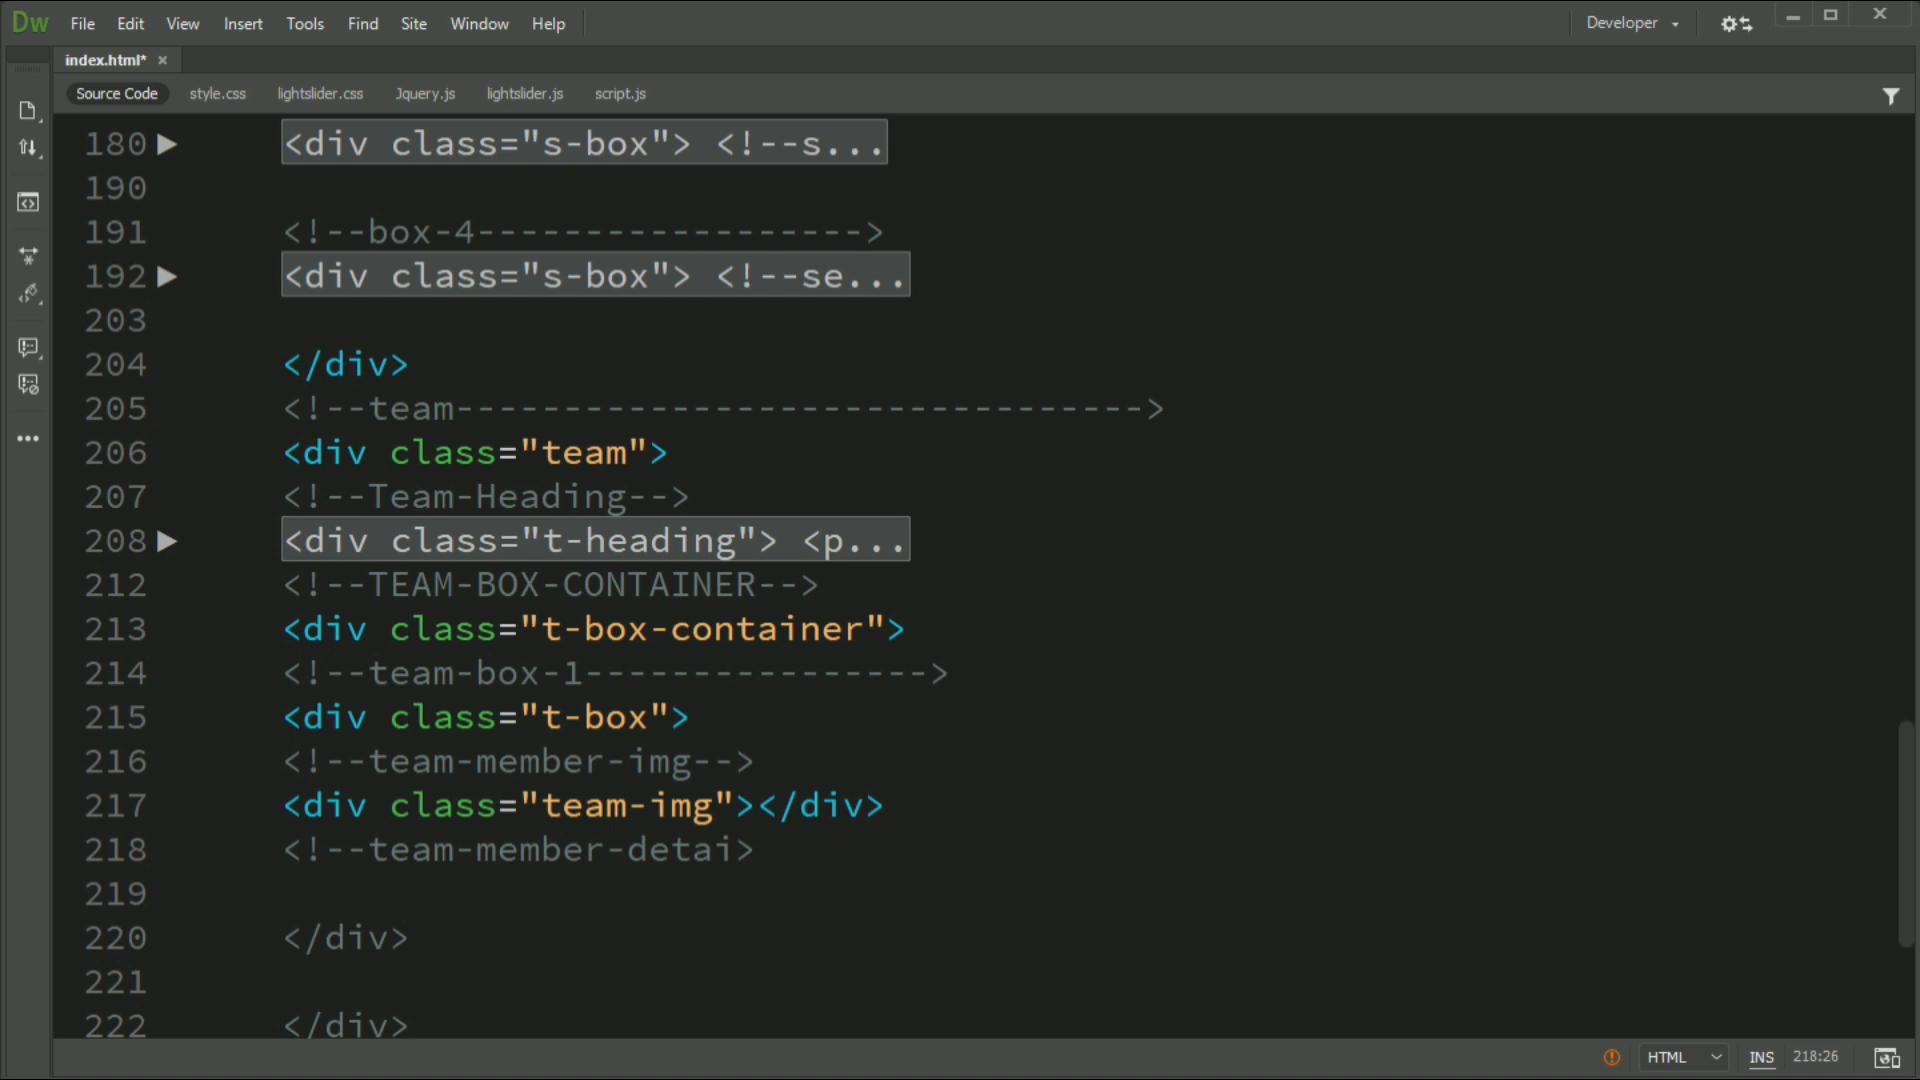 Dw File Edit View Insert Tools Find Site Window Help Developer
index.html*
Source Code style.css lightslider.css Jquery.js lightslider.js script.js
180 <div class="s-box"> <!--s...
190
191 <!--box-4------------------>
192 <div class="s-box"> <!--se...
203
204 </div>
205 <!--team-------------------------------->
206 <div class="team">
207 <!--Team-Heading-->
208 <div class="t-heading"> <p...
212 <!--TEAM-BOX-CONTAINER-->
213 <div class="t-box-container">
214 <!--team-box-1---------------->
215 <div class="t-box">
216 <!--team-member-img-->
217 <div class="team-img"></div>
218 <!--team-member-detai>
219
220 </div>
221
222 </div>
HTML INS 218:26